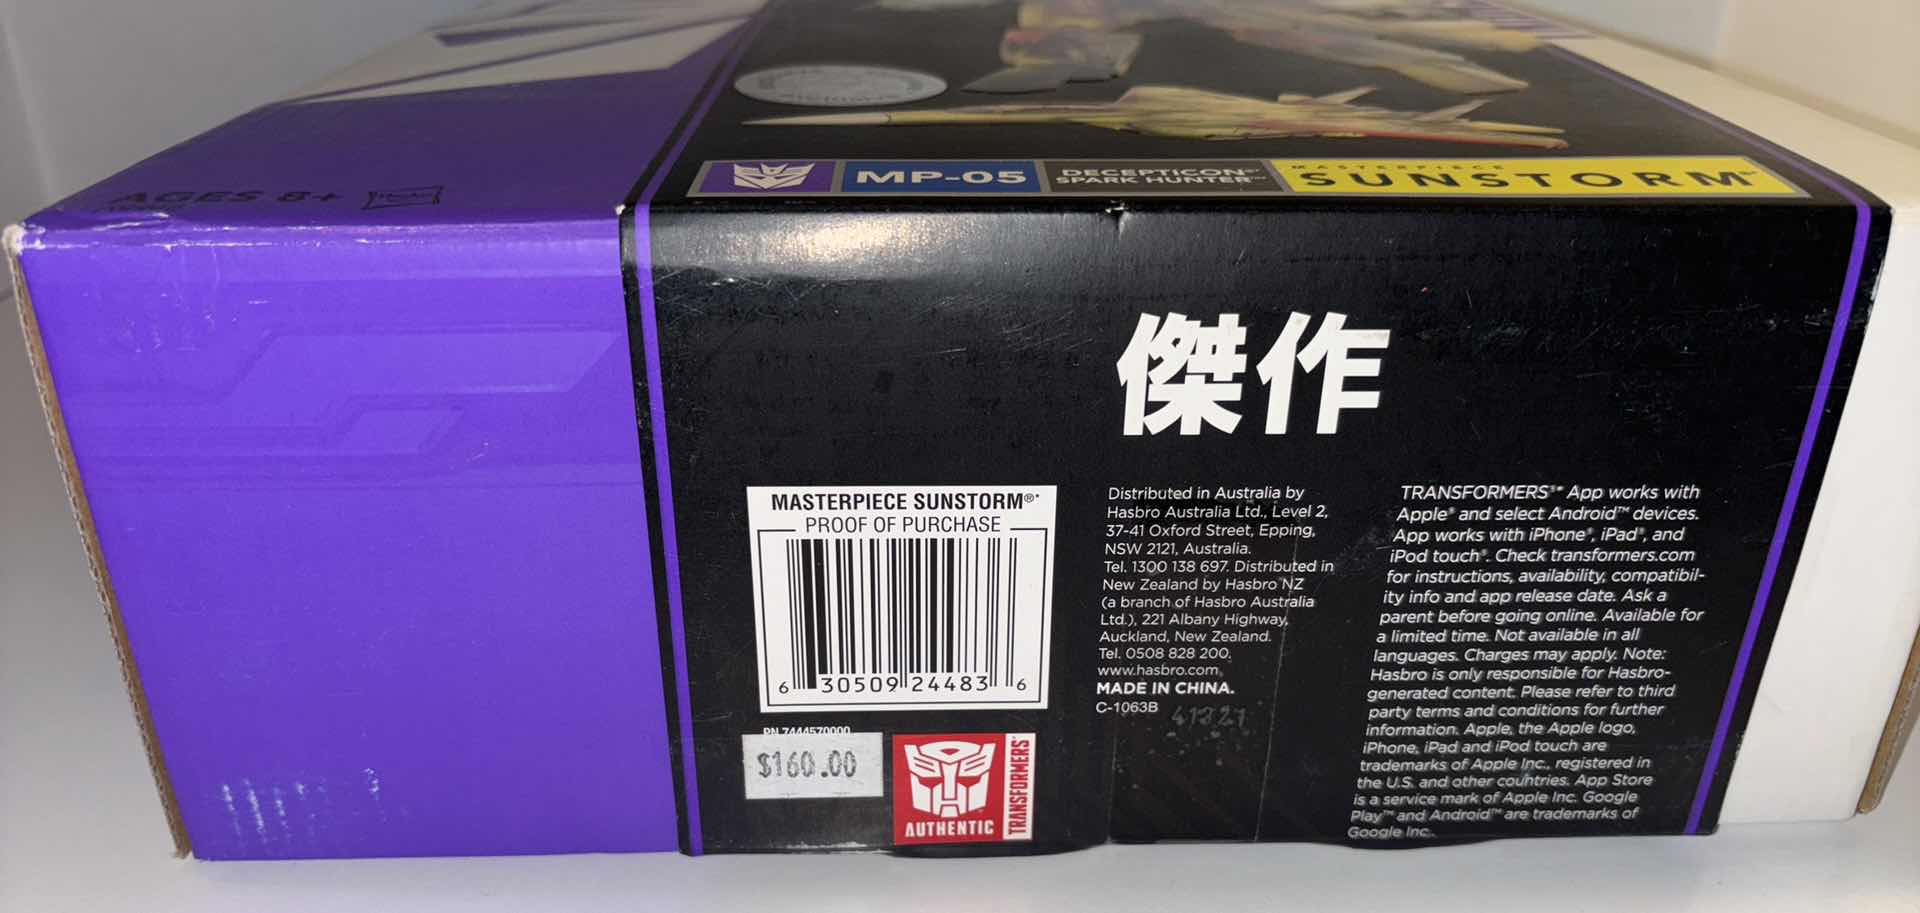 AGES 8+
Hasbro
MP-05
DECEPTICON®*
SPARK HUNTER™
MASTERPIECE
SUNSTORM®*
傑作
MASTERPIECE SUNSTORM®*
PROOF OF PURCHASE
6 30509 24483 6
PN 7444570000
$160.00
AUTHENTIC
TRANSFORMERS
Distributed in Australia by
Hasbro Australia Ltd., Level 2,
37-41 Oxford Street, Epping,
NSW 2121, Australia.
Tel. 1300 138 697. Distributed in
New Zealand by Hasbro NZ
(a branch of Hasbro Australia
Ltd.), 221 Albany Highway,
Auckland, New Zealand.
Tel. 0508 828 200.
www.hasbro.com
MADE IN CHINA.
C-1063B
TRANSFORMERS®* App works with
Apple® and select Android™ devices.
App works with iPhone®, iPad®, and
iPod touch®. Check transformers.com
for instructions, availability, compatibil-
ity info and app release date. Ask a
parent before going online. Available for
a limited time. Not available in all
languages. Charges may apply. Note:
Hasbro is only responsible for Hasbro-
generated content. Please refer to third
party terms and conditions for further
information. Apple, the Apple logo,
iPhone, iPad and iPod touch are
trademarks of Apple Inc., registered in
the U.S. and other countries. App Store
is a service mark of Apple Inc. Google
Play™ and Android™ are trademarks of
Google Inc.